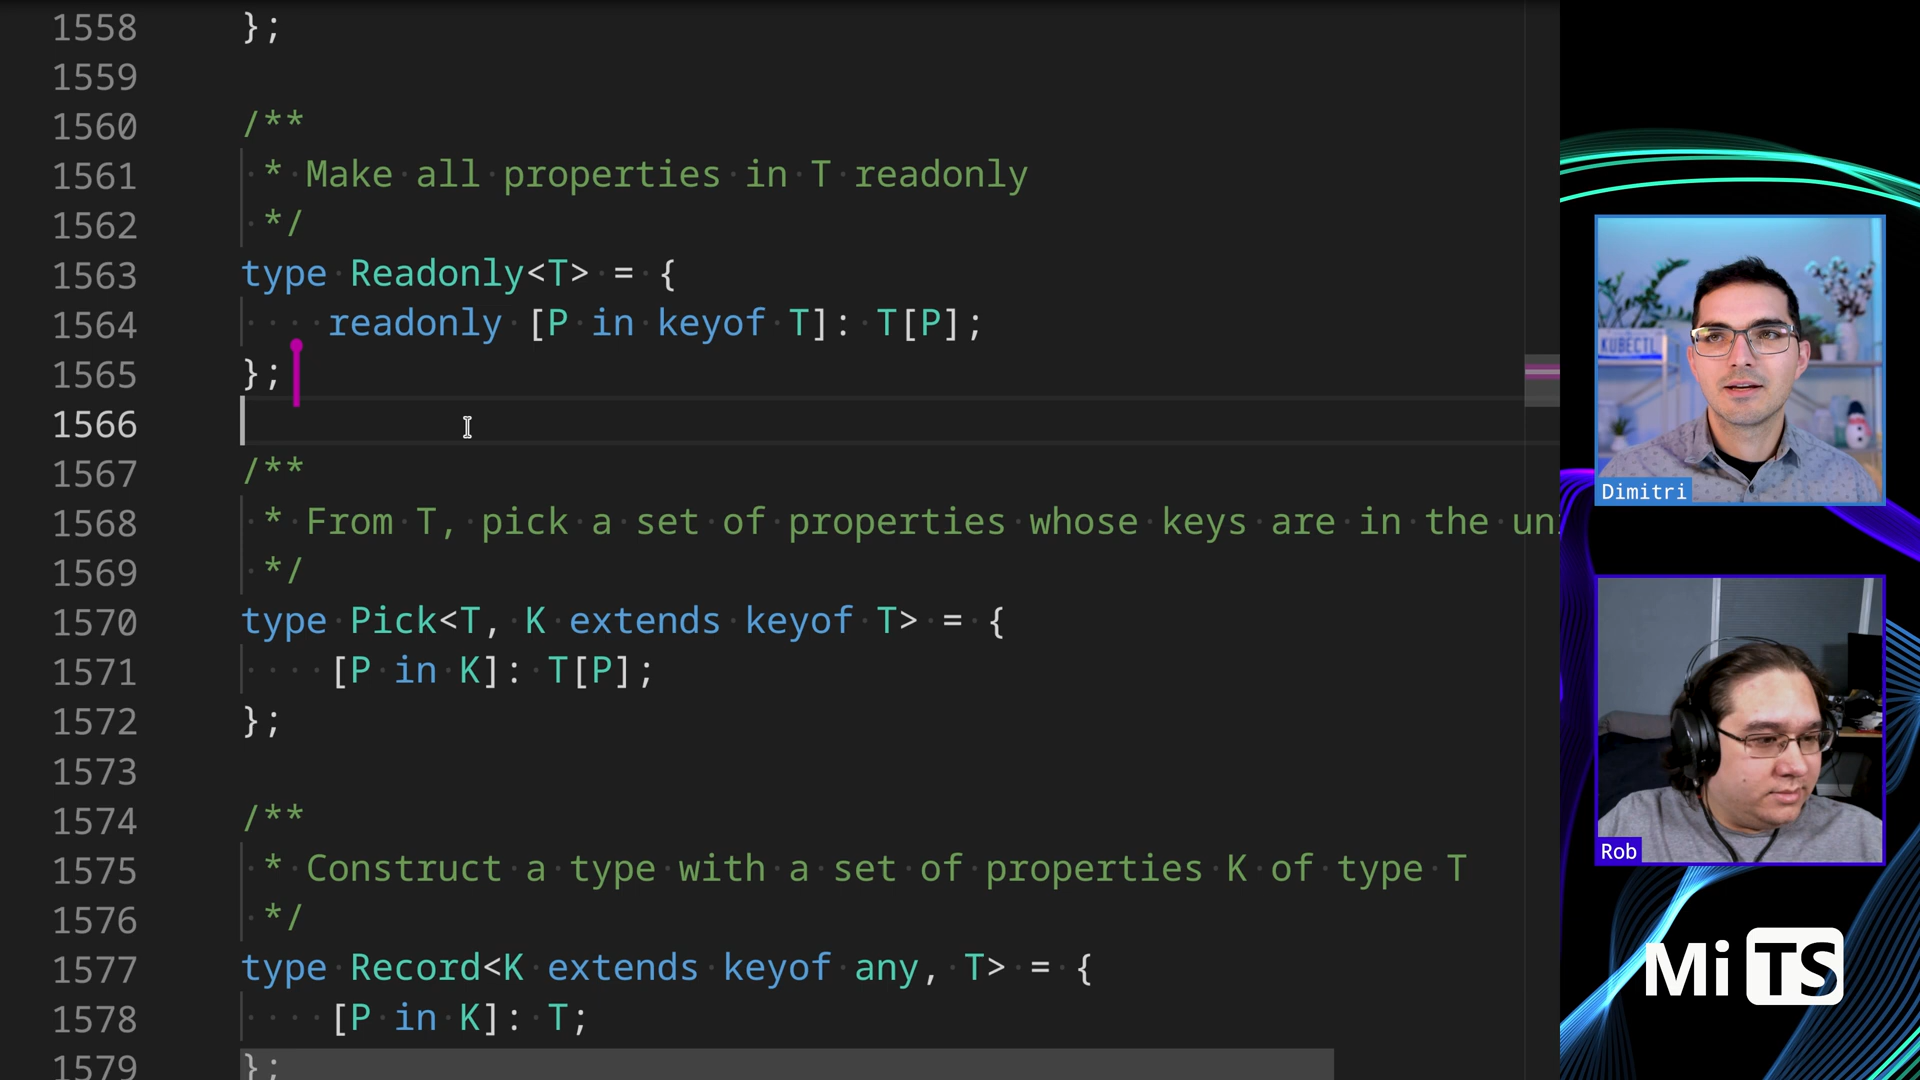 1558 };
1559
1560 /**
1561 * Make all properties in T readonly
1562 */
1563 type Readonly<T> = {
1564 readonly [P in keyof T]: T[P];
1565 };
1566
1567 /**
1568 * From T, pick a set of properties whose keys are in the
1569 */
1570 type Pick<T, K extends keyof T> = {
1571 [P in K]: T[P];
1572 };
1573
1574 /**
1575 * Construct a type with a set of properties K of type T
1576 */
1577 type Record<K extends keyof any, T> = {
1578 [P in K]: T;
1579 };
KUBECTL
Dimitri
Rob
Mi TS